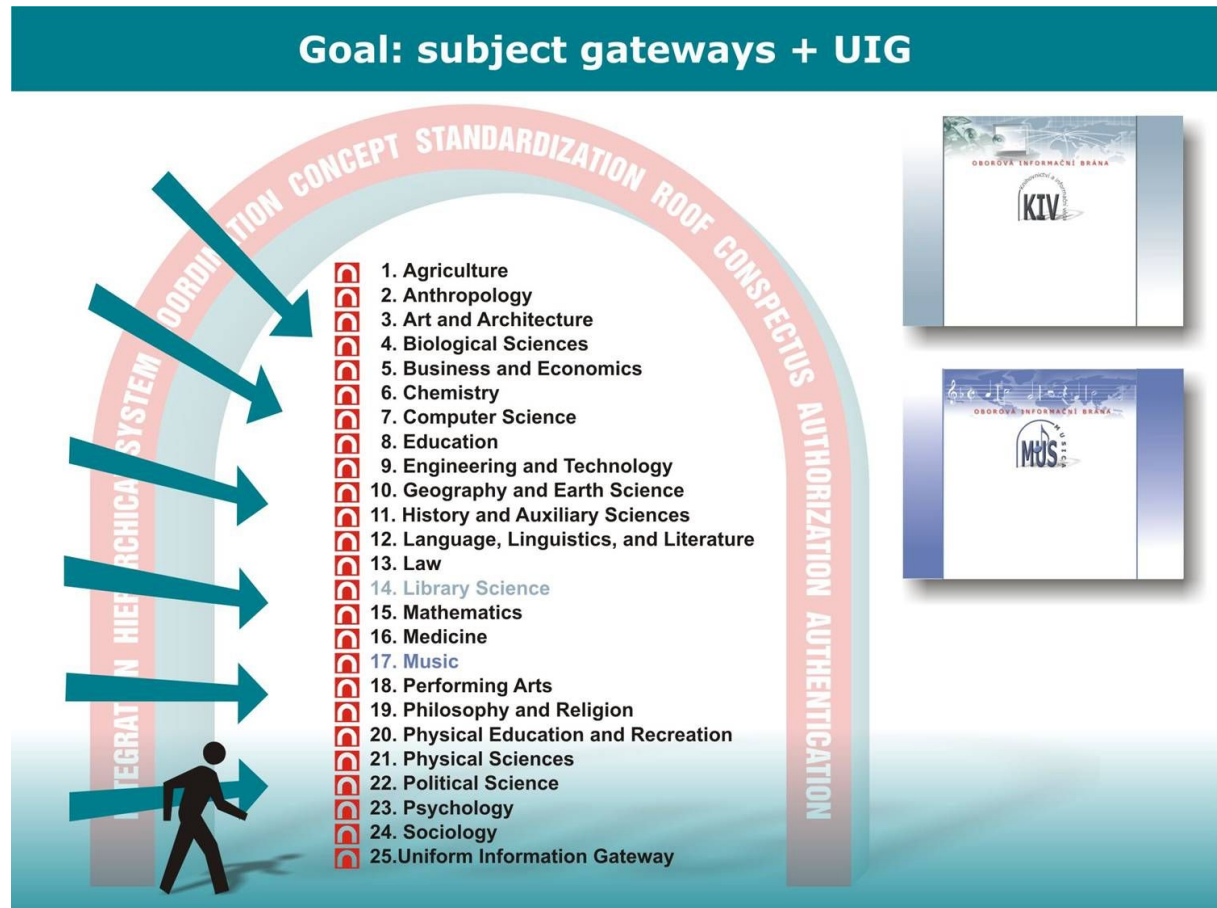 Goal: subject gateways + UIG
INTEGRATION HIERARCHICAL SYSTEM COORDINATION CONCEPT STANDARDIZATION ROOF CONSPECTUS AUTHORIZATION AUTHENTICATION
1. Agriculture
2. Anthropology
3. Art and Architecture
4. Biological Sciences
5. Business and Economics
6. Chemistry
7. Computer Science
8. Education
9. Engineering and Technology
10. Geography and Earth Science
11. History and Auxiliary Sciences
12. Language, Linguistics, and Literature
13. Law
14. Library Science
15. Mathematics
16. Medicine
17. Music
18. Performing Arts
19. Philosophy and Religion
20. Physical Education and Recreation
21. Physical Sciences
22. Political Science
23. Psychology
24. Sociology
25.Uniform Information Gateway
OBOROVÁ INFORMAČNÍ BRÁNA
KIV
OBOROVÁ INFORMAČNÍ BRÁNA
MUS
MUSICA